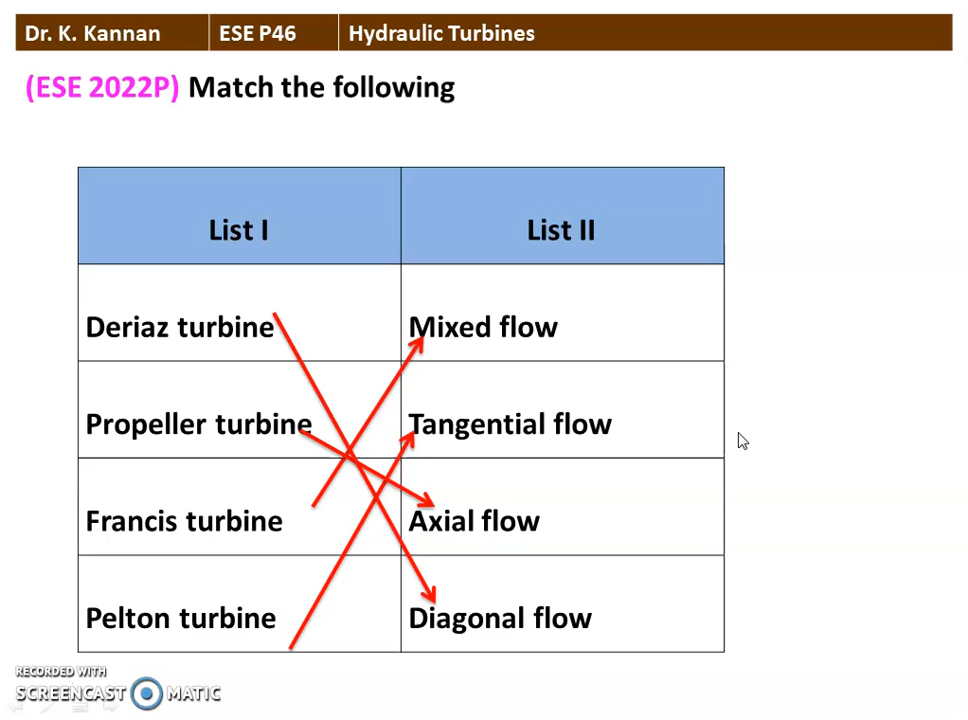 Dr. K. Kannan ESE P46 Hydraulic Turbines
(ESE 2022P) Match the following
List I List II
Deriaz turbine Mixed flow
Propeller turbine Tangential flow
Francis turbine Axial flow
Pelton turbine Diagonal flow
RECORDED WITH
SCREENCAST MATIC